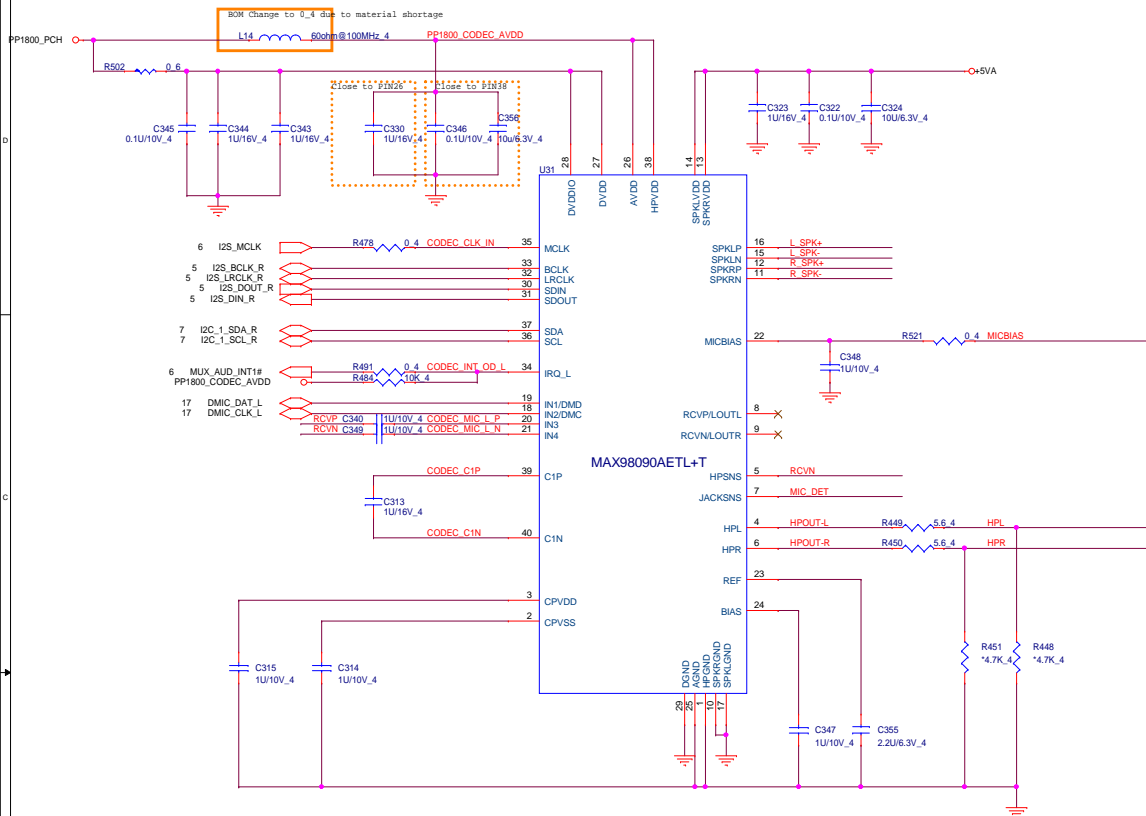 BOM Change to 0_4 due to material shortage
PP1800_PCH
L14
60ohm@100MHz_4
PP1800_CODEC_AVDD
R502
0_6
+5VA
Close to PIN26
Close to PIN38
C345
0.1U/10V_4
C344
1U/16V_4
C343
1U/16V_4
C330
1U/16V_4
C346
0.1U/10V_4
C356
10u/6.3V_4
C323
1U/16V_4
C322
0.1U/10V_4
C324
10U/6.3V_4
D
U31
28
27
26
38
14
13
DVDDIO
DVDD
AVDD
HPVDD
SPKLVDD
SPKRVDD
6 I2S_MCLK
R478 0_4 CODEC_CLK_IN 35 MCLK
5 I2S_BCLK_R 33 BCLK
5 I2S_LRCLK_R 32 LRCLK
5 I2S_DOUT_R 30 SDIN
5 I2S_DIN_R 31 SDOUT
7 I2C_1_SDA_R 37 SDA
7 I2C_1_SCL_R 36 SCL
6 MUX_AUD_INT1# R491 0_4 CODEC_INT_OD_L 34 IRQ_L
PP1800_CODEC_AVDD R484 10K_4
17 DMIC_DAT_L 19 IN1/DMD
17 DMIC_CLK_L 18 IN2/DMC
RCVP C340 1U/10V_4 CODEC_MIC_L_P 20 IN3
RCVN C349 1U/10V_4 CODEC_MIC_L_N 21 IN4
CODEC_C1P 39 C1P
C313
1U/16V_4
CODEC_C1N 40 C1N
3 CPVDD
2 CPVSS
C315
1U/10V_4
C314
1U/10V_4
C
MAX98090AETL+T
SPKLP 16 L_SPK+
SPKLN 15 L_SPK-
SPKRP 12 R_SPK+
SPKRN 11 R_SPK-
MICBIAS 22 R521 0_4 MICBIAS
C348
1U/10V_4
RCVP/LOUTL 8
RCVN/LOUTR 9
HPSNS 5 RCVN
JACKSNS 7 MIC_DET
HPL 4 HPOUT-L R449 5.6_4 HPL
HPR 6 HPOUT-R R450 5.6_4 HPR
REF 23
BIAS 24
R451
*4.7K_4
R448
*4.7K_4
DGND
AGND
HPGND
SPKRGND
SPKLGND
29
25
1
10
17
C347
1U/10V_4
C355
2.2U/6.3V_4